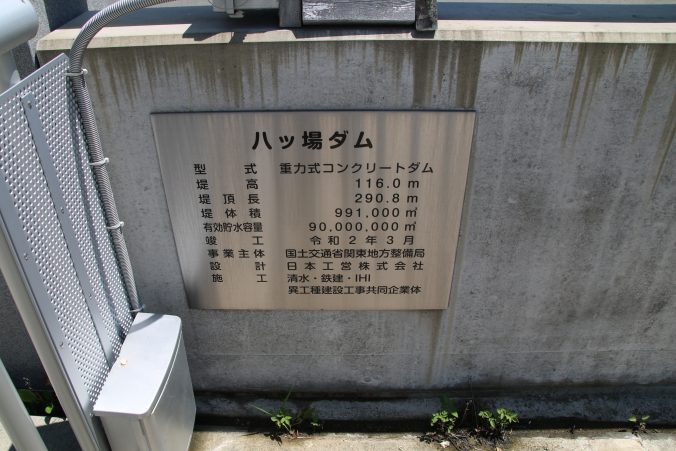 八ッ場ダム
型式 重力式コンクリートダム
堤高 116.0 m
堤頂長 290.8 m
堤体積 991,000㎥
有効貯水容量 90,000,000㎥
竣工 令和2年3月
事業主体 国土交通省関東地方整備局
設計 日本工営株式会社
施工 清水・鉄建・IHI
異工種建設工事共同企業体